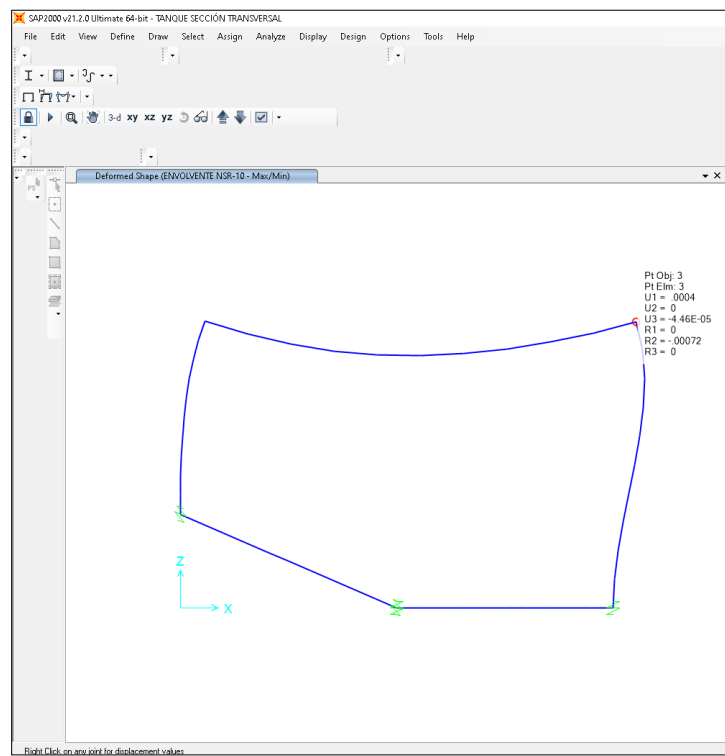 SAP2000 v21.2.0 Ultimate 64-bit - TANQUE SECCIÓN TRANSVERSAL
File Edit View Define Draw Select Assign Analyze Display Design Options Tools Help
3-d xy xz yz
Deformed Shape (ENVOLVENTE NSR-10 - Max/Min)
PS
Pt Obj: 3
Pt Elm: 3
U1 = .0004
U2 = 0
U3 = -4.46E-05
R1 = 0
R2 = -.00072
R3 = 0
Z
X
Right Click on any joint for displacement values